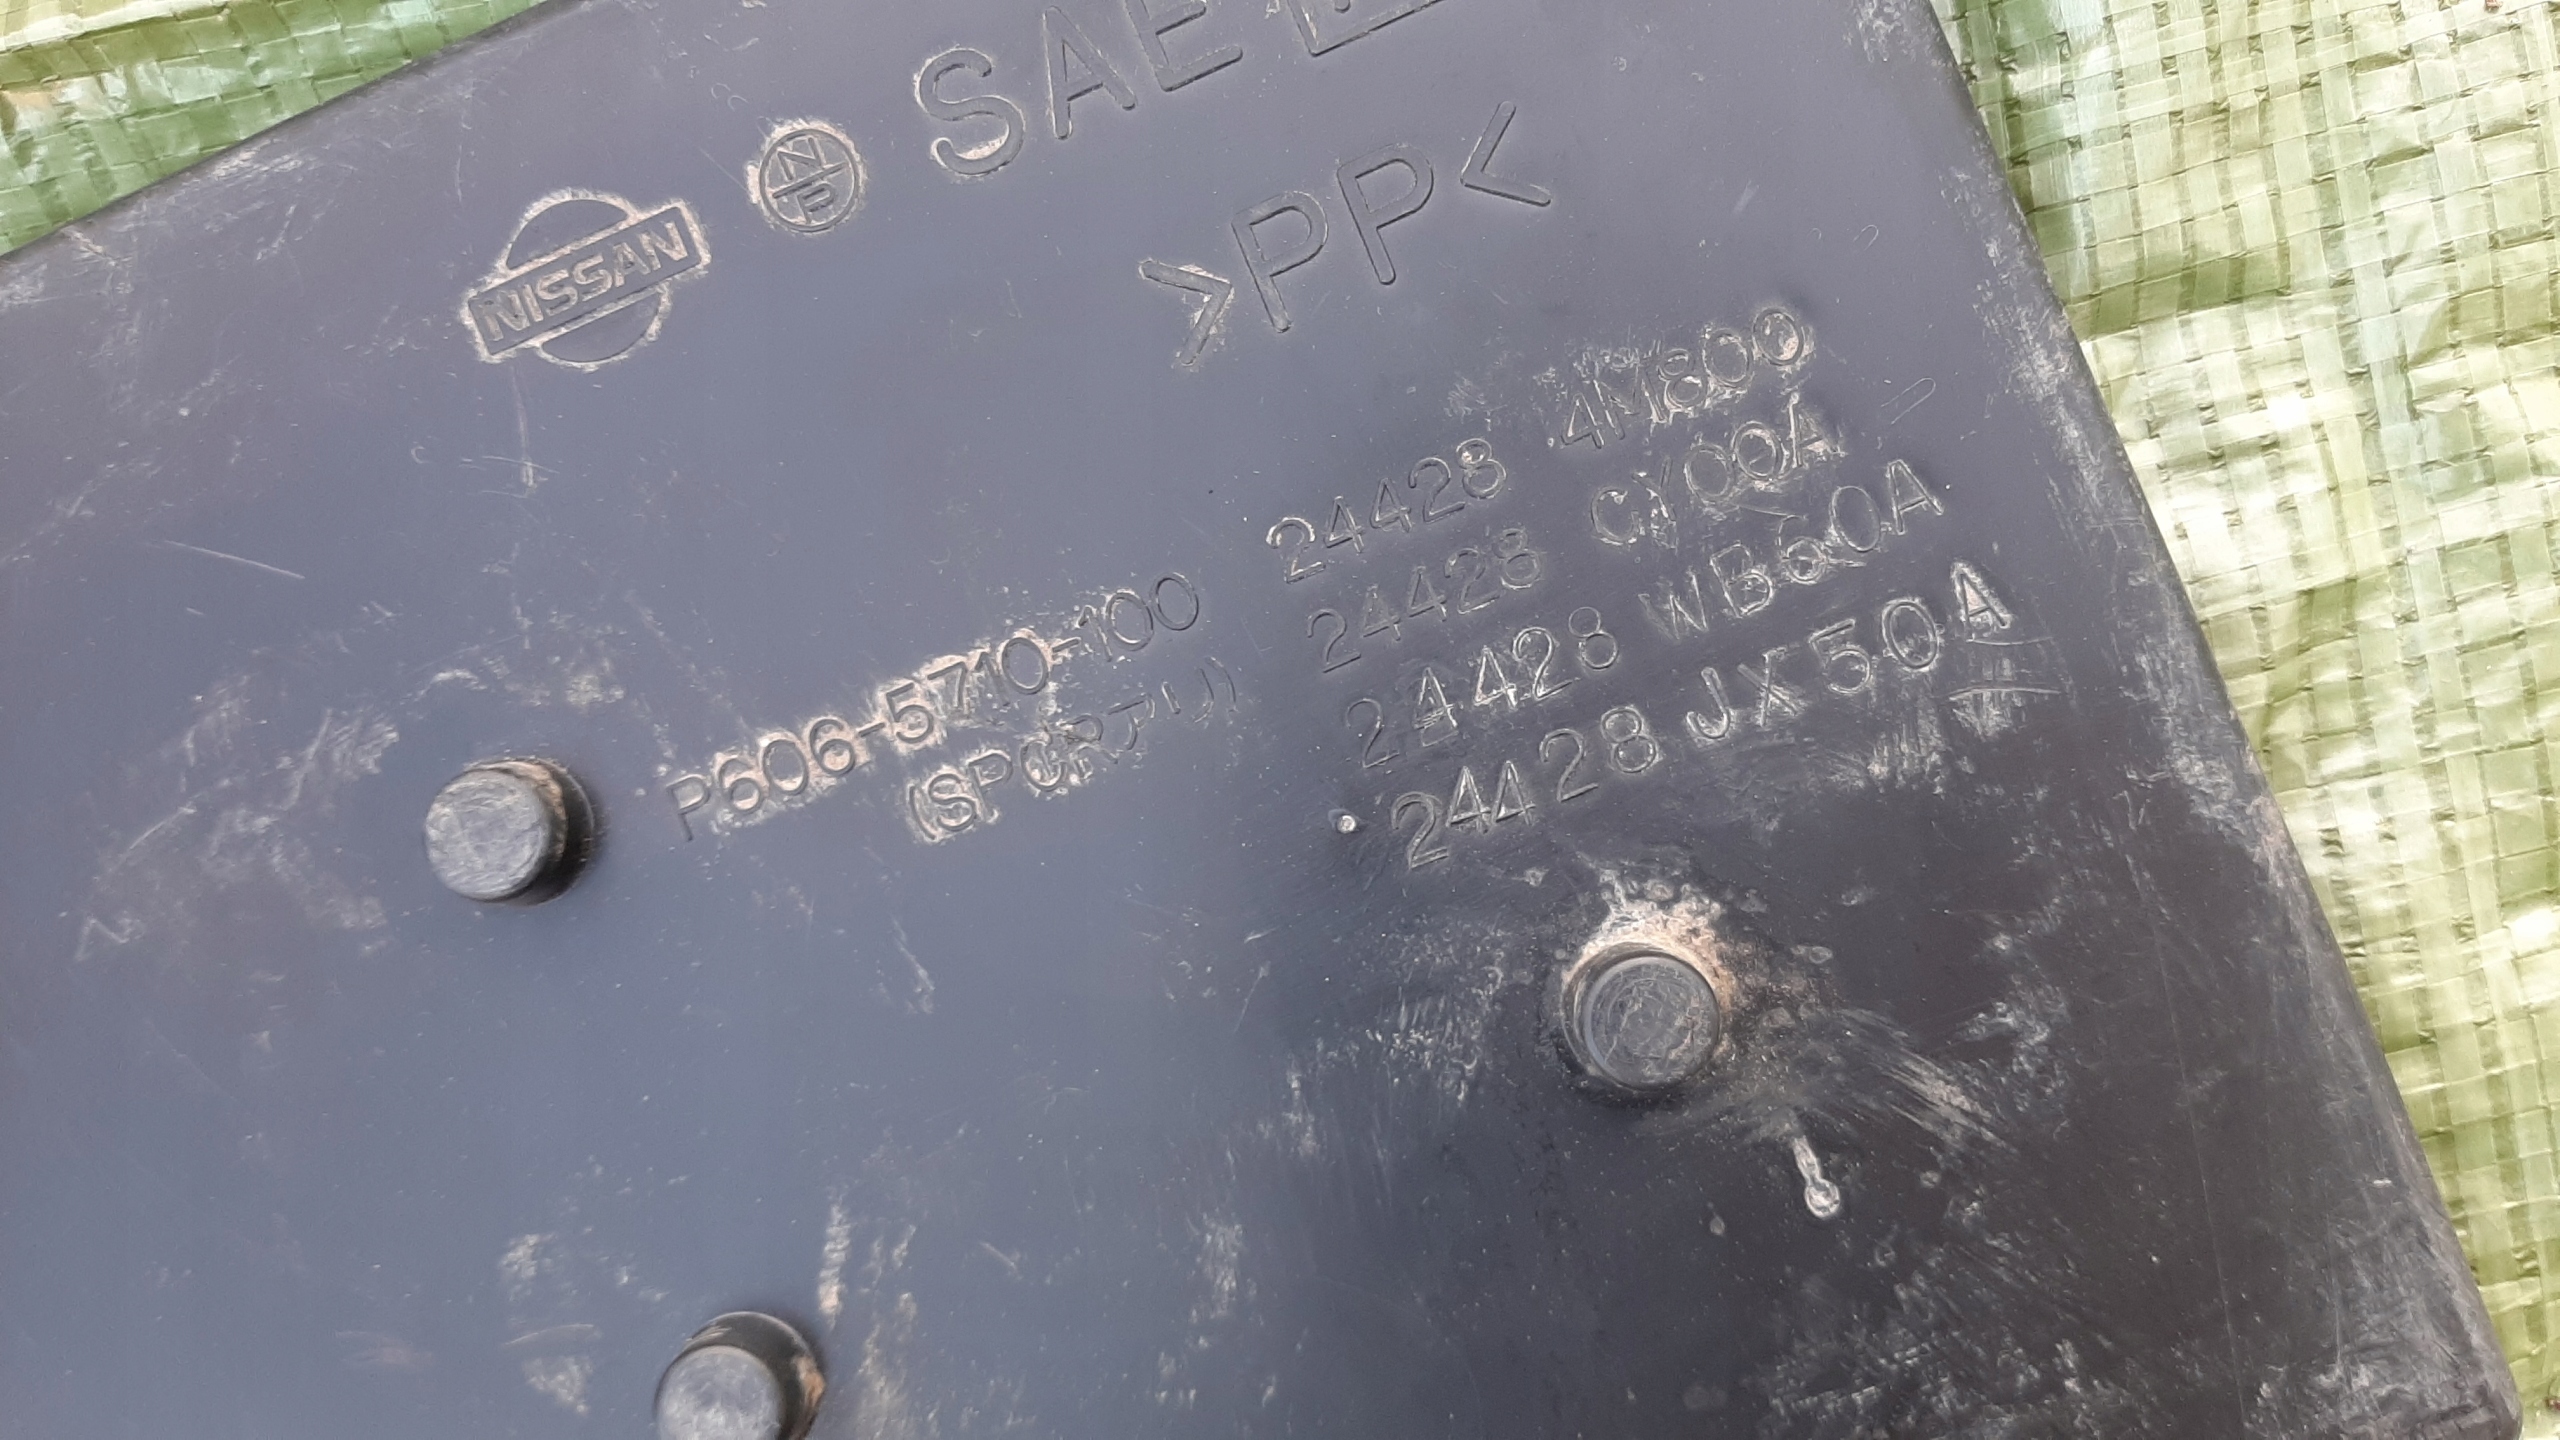 SAE
N
P
NISSAN
>PP<
24428 4M800
24428 CY00A
24428 WB60A
24428 JX50A
P606-5710-100
(SPCRアリ)